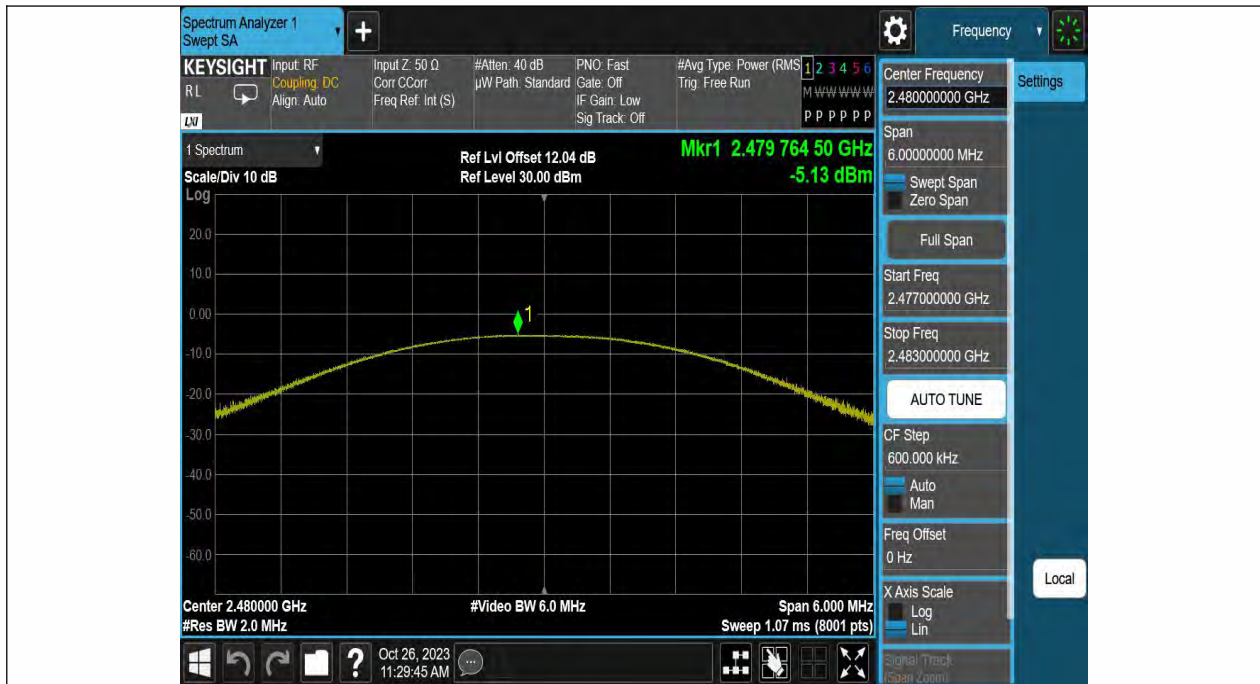 Spectrum Analyzer 1
Swept SA
+
Frequency
KEYSIGHT
R L
LXI
Input: RF
Coupling: DC
Align: Auto
Input Z: 50 Ω
Corr CCorr
Freq Ref: Int (S)
#Atten: 40 dB
µW Path: Standard
PNO: Fast
Gate: Off
IF Gain: Low
Sig Track: Off
#Avg Type: Power (RMS
Trig: Free Run
1 2 3 4 5 6
M W W W W W
P P P P P P
1 Spectrum
Scale/Div 10 dB
Ref Lvl Offset 12.04 dB
Ref Level 30.00 dBm
Mkr1 2.479 764 50 GHz
-5.13 dBm
Log
20.0
10.0
0.00
-10.0
-20.0
-30.0
-40.0
-50.0
-60.0
1
Center 2.480000 GHz
#Res BW 2.0 MHz
#Video BW 6.0 MHz
Span 6.000 MHz
Sweep 1.07 ms (8001 pts)
?
Oct 26, 2023
11:29:45 AM
Center Frequency
2.480000000 GHz
Settings
Span
6.00000000 MHz
Swept Span
Zero Span
Full Span
Start Freq
2.477000000 GHz
Stop Freq
2.483000000 GHz
AUTO TUNE
CF Step
600.000 kHz
Auto
Man
Freq Offset
0 Hz
X Axis Scale
Log
Lin
Signal Track
(Span Zoom)
Local